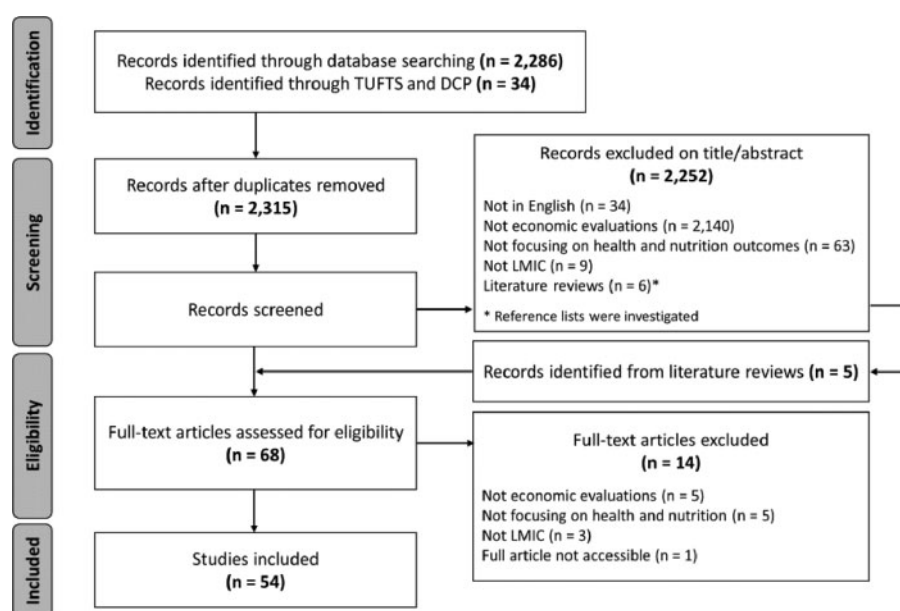 Identification
Records identified through database searching (n = 2,286)
Records identified through TUFTS and DCP (n = 34)
Screening
Records after duplicates removed
(n = 2,315)
Records excluded on title/abstract
(n = 2,252)
Not in English (n = 34)
Not economic evaluations (n = 2,140)
Not focusing on health and nutrition outcomes (n = 63)
Not LMIC (n = 9)
Literature reviews (n = 6)*
* Reference lists were investigated
Records screened
Eligibility
Records identified from literature reviews (n = 5)
Full-text articles assessed for eligibility
(n = 68)
Full-text articles excluded
(n = 14)
Not economic evaluations (n = 5)
Not focusing on health and nutrition (n = 5)
Not LMIC (n = 3)
Full article not accessible (n = 1)
Included
Studies included
(n = 54)